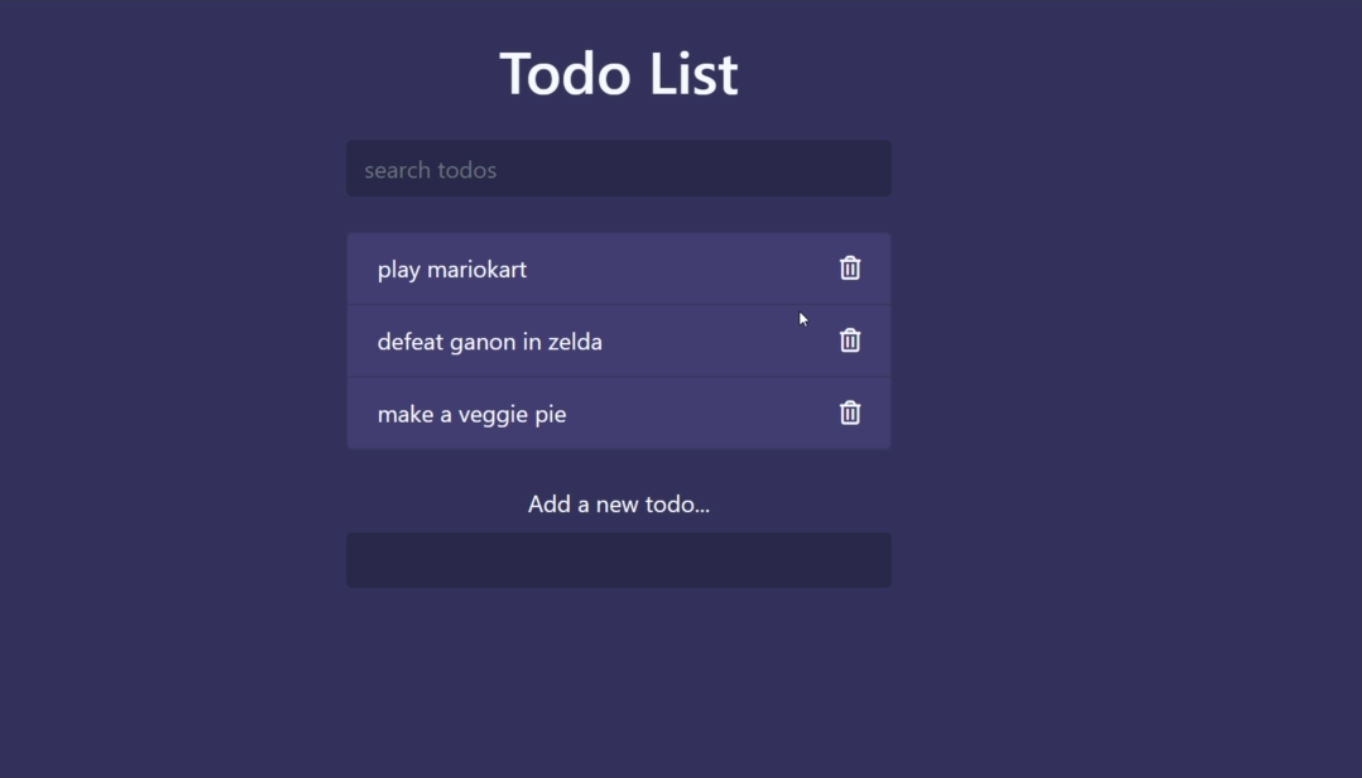 Todo List
search todos
play mariokart
defeat ganon in zelda
make a veggie pie
Add a new todo...